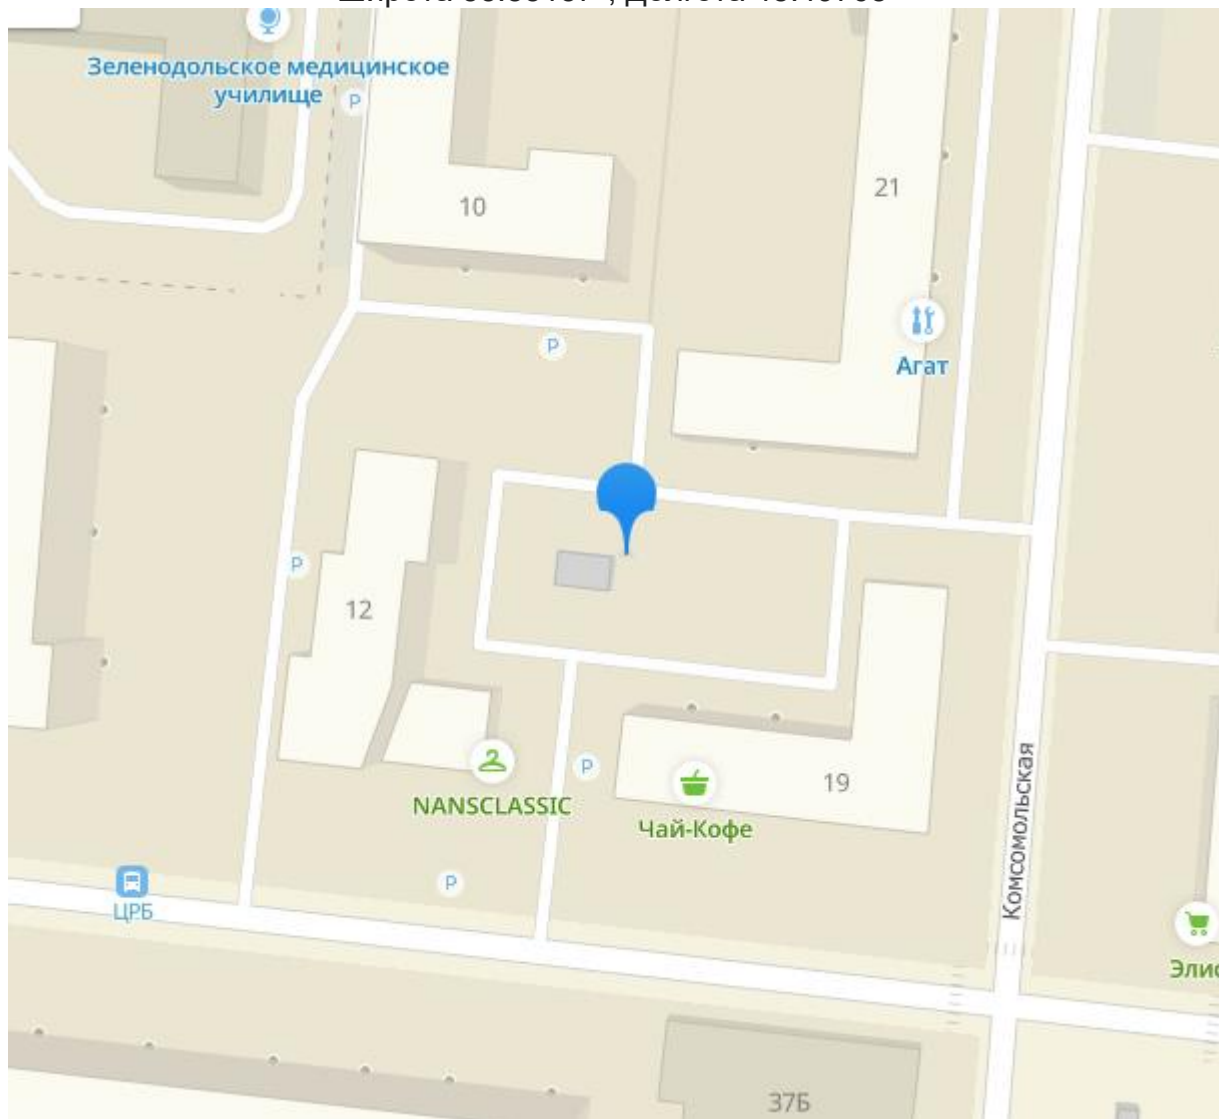 Зеленодольское медицинское
училище
P
10
21
P
Агат
P
12
NANSCLASSIC
P
Чай-Кофе
19
Комсомольская
P
ЦРБ
37Б